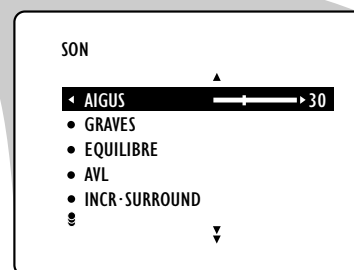 SON
AIGUS 30
GRAVES
EQUILIBRE
AVL
INCR·SURROUND